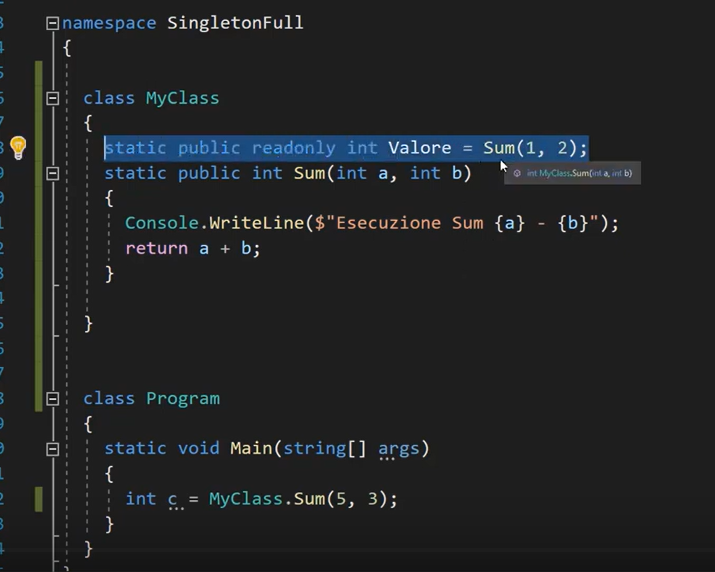 namespace SingletonFull
{
class MyClass
{
static public readonly int Valore = Sum(1, 2);
int MyClass.Sum(int a, int b)
static public int Sum(int a, int b)
{
Console.WriteLine($"Esecuzione Sum {a} - {b}");
return a + b;
}
}
class Program
{
static void Main(string[] args)
{
int c = MyClass.Sum(5, 3);
}
}